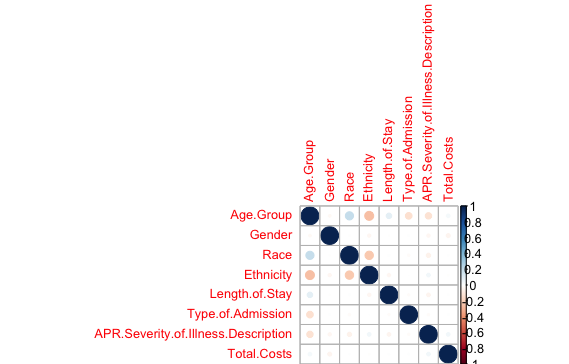 Age.Group
Gender
Race
Ethnicity
Length.of.Stay
Type.of.Admission
APR.Severity.of.Illness.Description
Total.Costs
Age.Group
Gender
Race
Ethnicity
Length.of.Stay
Type.of.Admission
APR.Severity.of.Illness.Description
Total.Costs
1
0.8
0.6
0.4
0.2
0
-0.2
-0.4
-0.6
-0.8
-1